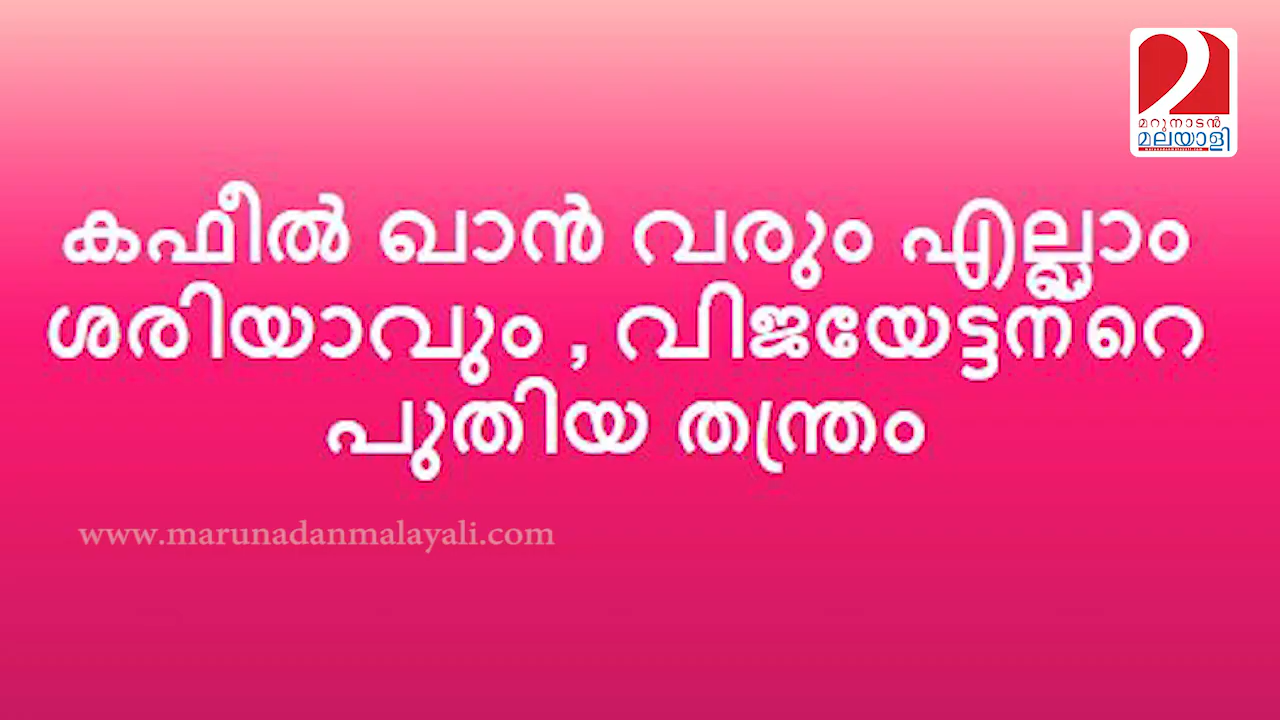 മറുനാടൻ
മലയാളി
കഫീൽ ഖാൻ വരും എല്ലാം
ശരിയാവും , വിജയേട്ടന്‍റെ
പുതിയ തന്ത്രം
www.marunadanmalayali.com